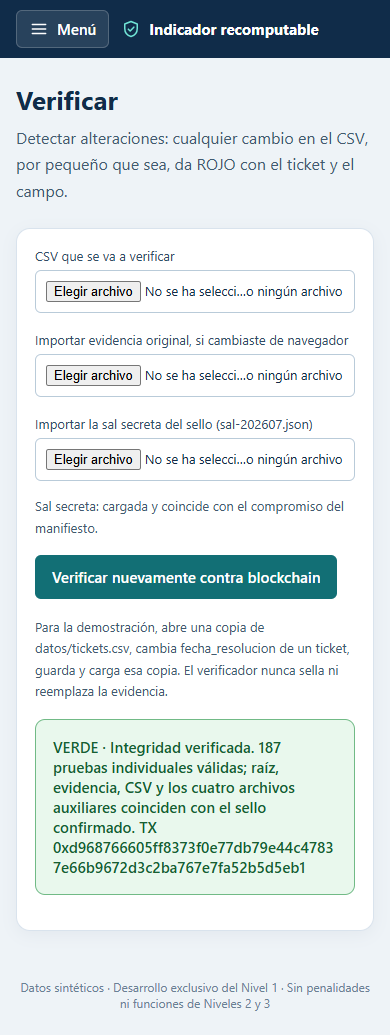 Menú
Indicador recomputable
Verificar
Detectar alteraciones: cualquier cambio en el CSV,
por pequeño que sea, da ROJO con el ticket y el
campo.
CSV que se va a verificar
Elegir archivo No se ha selecci...o ningún archivo
Importar evidencia original, si cambiaste de navegador
Elegir archivo No se ha selecci...o ningún archivo
Importar la sal secreta del sello (sal-202607.json)
Elegir archivo No se ha selecci...o ningún archivo
Sal secreta: cargada y coincide con el compromiso del
manifiesto.
Verificar nuevamente contra blockchain
Para la demostración, abre una copia de
datos/tickets.csv, cambia fecha_resolucion de un ticket,
guarda y carga esa copia. El verificador nunca sella ni
reemplaza la evidencia.
VERDE · Integridad verificada. 187
pruebas individuales válidas; raíz,
evidencia, CSV y los cuatro archivos
auxiliares coinciden con el sello
confirmado. TX
0xd968766605ff8373f0e77db79e44c4783
7e66b9672d3c2ba767e7fa52b5d5eb1
Datos sintéticos · Desarrollo exclusivo del Nivel 1 · Sin penalidades
ni funciones de Niveles 2 y 3